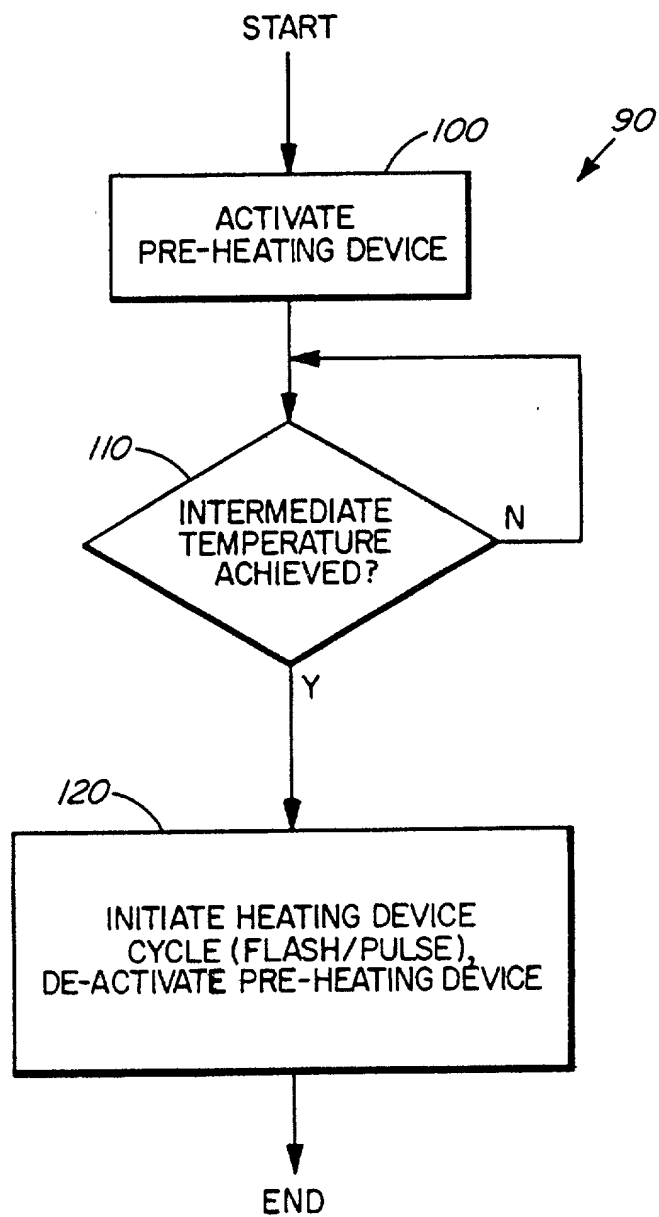 START
100
90
ACTIVATE
PRE-HEATING DEVICE
110
INTERMEDIATE
TEMPERATURE
ACHIEVED?
N
Y
120
INITIATE HEATING DEVICE
CYCLE (FLASH/PULSE),
DE-ACTIVATE PRE-HEATING DEVICE
END